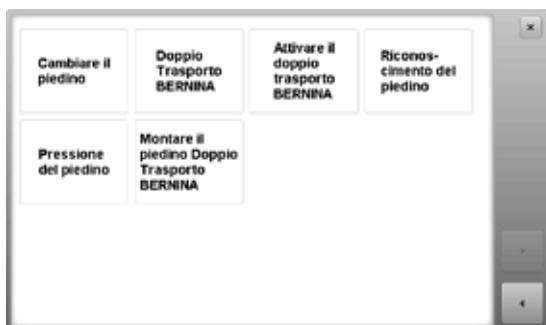 Cambiare il
piedino
Doppio
Trasporto
BERNINA
Attivare il
doppio
trasporto
BERNINA
Riconos-
cimento del
piedino
Pressione
del piedino
Montare il
piedino Doppio
Trasporto
BERNINA